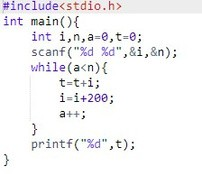 #include<stdio.h>
int main(){
    int i,n,a=0,t=0;
    scanf("%d %d",&i,&n);
    while(a<n){
        t=t+i;
        i=i+200;
        a++;
    }
    printf("%d",t);
}